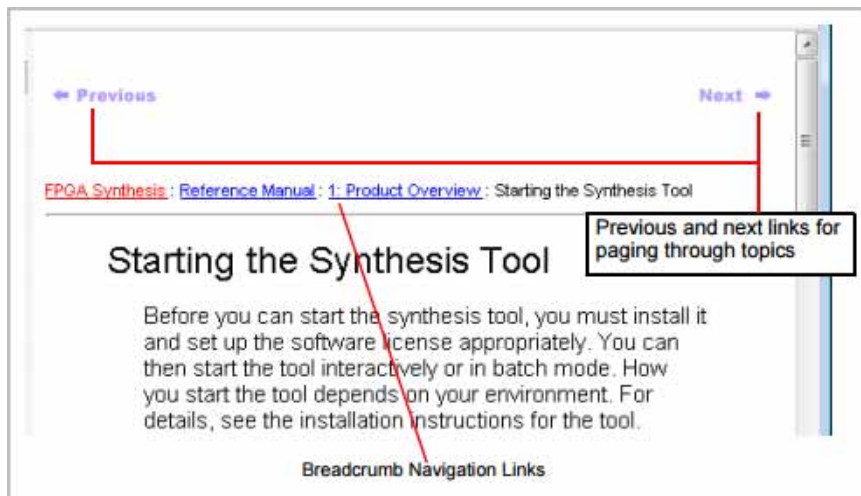 Previous
Next
FPGA Synthesis : Reference Manual : 1: Product Overview : Starting the Synthesis Tool
Previous and next links for
paging through topics
Starting the Synthesis Tool
Before you can start the synthesis tool, you must install it
and set up the software license appropriately. You can
then start the tool interactively or in batch mode. How
you start the tool depends on your environment. For
details, see the installation instructions for the tool.
Breadcrumb Navigation Links